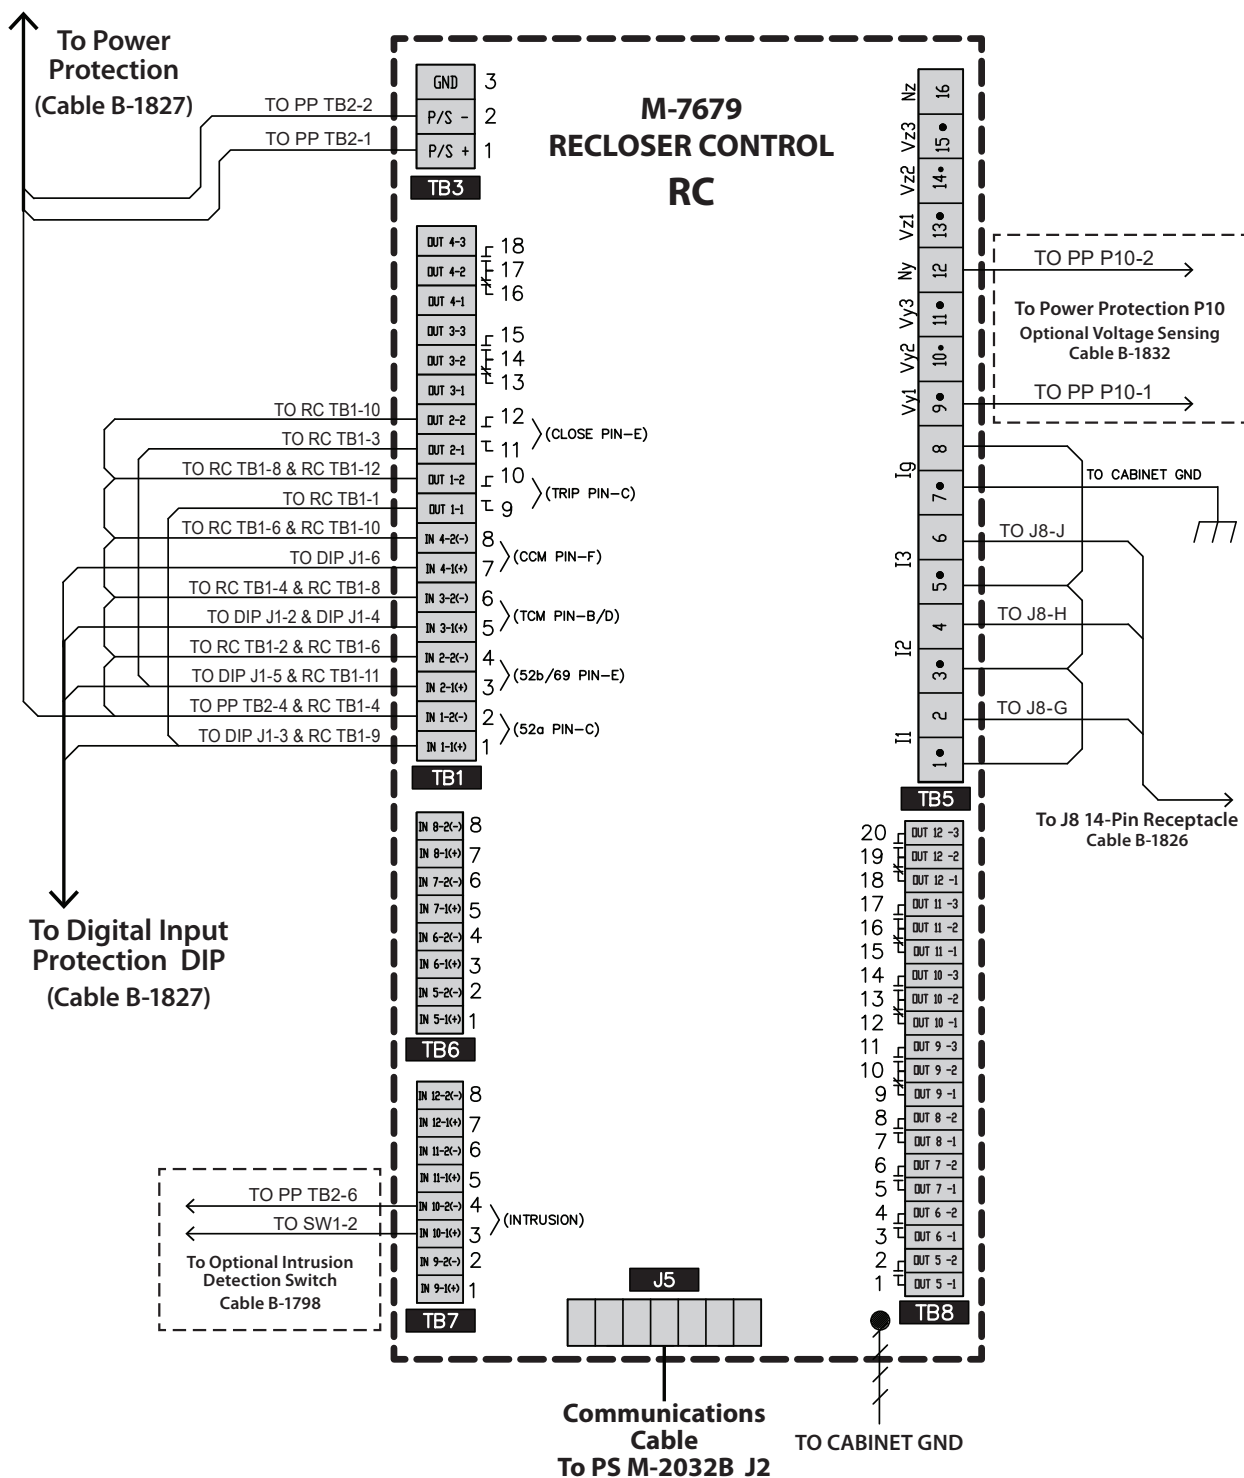 To Power
Protection
(Cable B-1827)
TO PP TB2-2
TO PP TB2-1
GND 3
P/S - 2
P/S + 1
TB3
M-7679
RECLOSER CONTROL
RC
OUT 4-3 18
OUT 4-2 17
OUT 4-1 16
OUT 3-3 15
OUT 3-2 14
OUT 3-1 13
TO RC TB1-10 OUT 2-2 12
(CLOSE PIN-E)
TO RC TB1-3 OUT 2-1 11
TO RC TB1-8 & RC TB1-12 OUT 1-2 10
(TRIP PIN-C)
TO RC TB1-1 OUT 1-1 9
TO RC TB1-6 & RC TB1-10 IN 4-2(-) 8
(CCM PIN-F)
TO DIP J1-6 IN 4-1(+) 7
TO RC TB1-4 & RC TB1-8 IN 3-2(-) 6
(TCM PIN-B/D)
TO DIP J1-2 & DIP J1-4 IN 3-1(+) 5
TO RC TB1-2 & RC TB1-6 IN 2-2(-) 4
(52b/69 PIN-E)
TO DIP J1-5 & RC TB1-11 IN 2-1(+) 3
TO PP TB2-4 & RC TB1-4 IN 1-2(-) 2
(52a PIN-C)
TO DIP J1-3 & RC TB1-9 IN 1-1(+) 1
TB1
IN 8-2(-) 8
IN 8-1(+) 7
IN 7-2(-) 6
IN 7-1(+) 5
IN 6-2(-) 4
IN 6-1(+) 3
IN 5-2(-) 2
IN 5-1(+) 1
TB6
To Digital Input
Protection DIP
(Cable B-1827)
IN 12-2(-) 8
IN 12-1(+) 7
IN 11-2(-) 6
IN 11-1(+) 5
TO PP TB2-6 IN 10-2(-) 4
(INTRUSION)
TO SW1-2 IN 10-1(+) 3
IN 9-2(-) 2
IN 9-1(+) 1
TB7
To Optional Intrusion
Detection Switch
Cable B-1798
Nz 16
Vz3 15
Vz2 14
Vz1 13
Ny 12 TO PP P10-2
Vy3 11
Vy2 10
Vy1 9 TO PP P10-1
To Power Protection P10
Optional Voltage Sensing
Cable B-1832
8
Ig
7 TO CABINET GND
6 TO J8-J
I3
5
4 TO J8-H
I2
3
2 TO J8-G
I1
1
TB5
To J8 14-Pin Receptacle
Cable B-1826
20 OUT 12 -3
19 OUT 12 -2
18 OUT 12 -1
17 OUT 11 -3
16 OUT 11 -2
15 OUT 11 -1
14 OUT 10 -3
13 OUT 10 -2
12 OUT 10 -1
11 OUT 9 -3
10 OUT 9 -2
9 OUT 9 -1
8 OUT 8 -2
7 OUT 8 -1
6 OUT 7 -2
5 OUT 7 -1
4 OUT 6 -2
3 OUT 6 -1
2 OUT 5 -2
1 OUT 5 -1
TB8
J5
Communications
Cable
To PS M-2032B J2
TO CABINET GND